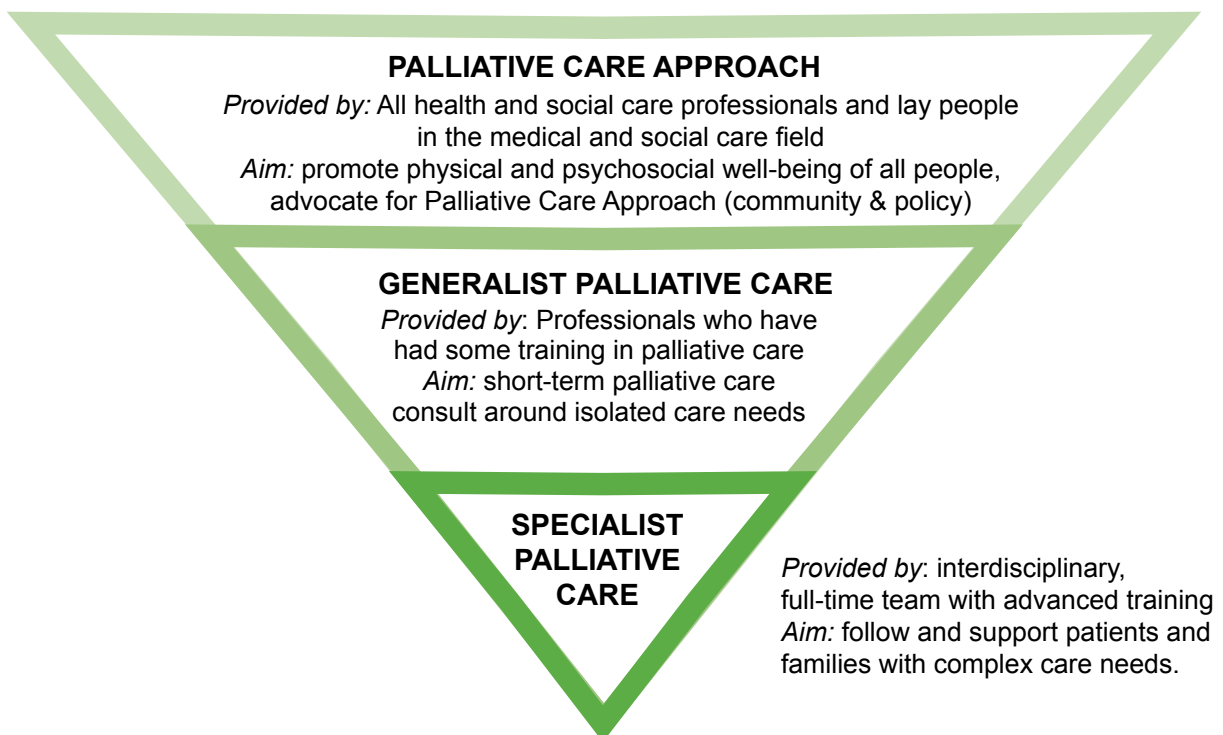 PALLIATIVE CARE APPROACH
Provided by: All health and social care professionals and lay people
in the medical and social care field
Aim: promote physical and psychosocial well-being of all people,
advocate for Palliative Care Approach (community & policy)
GENERALIST PALLIATIVE CARE
Provided by: Professionals who have
had some training in palliative care
Aim: short-term palliative care
consult around isolated care needs
SPECIALIST
PALLIATIVE
CARE
Provided by: interdisciplinary,
full-time team with advanced training
Aim: follow and support patients and
families with complex care needs.